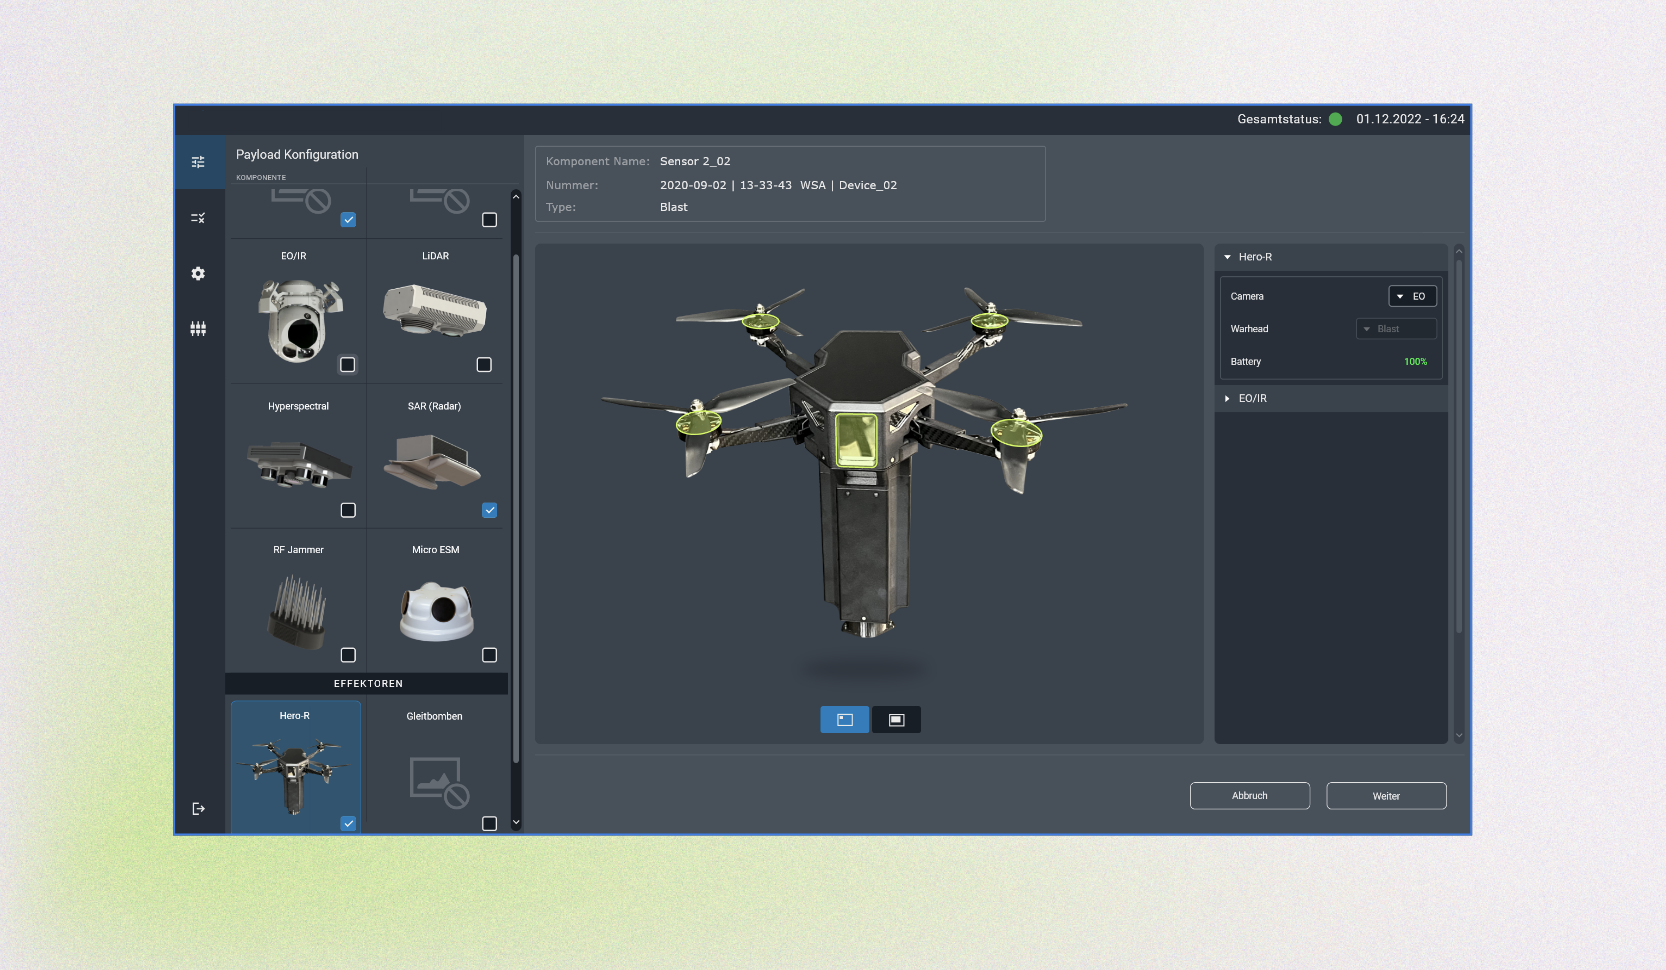 Gesamtstatus: 01.12.2022 - 16:24
Payload Konfiguration
KOMPONENTE
EO/IR
LiDAR
Hyperspectral
SAR (Radar)
RF Jammer
Micro ESM
EFFEKTOREN
Hero-R
Gleitbomben
Komponent Name: Sensor 2_02
Nummer: 2020-09-02 | 13-33-43 WSA | Device_02
Type: Blast
Hero-R
Camera EO
Warhead Blast
Battery 100%
EO/IR
Abbruch
Weiter